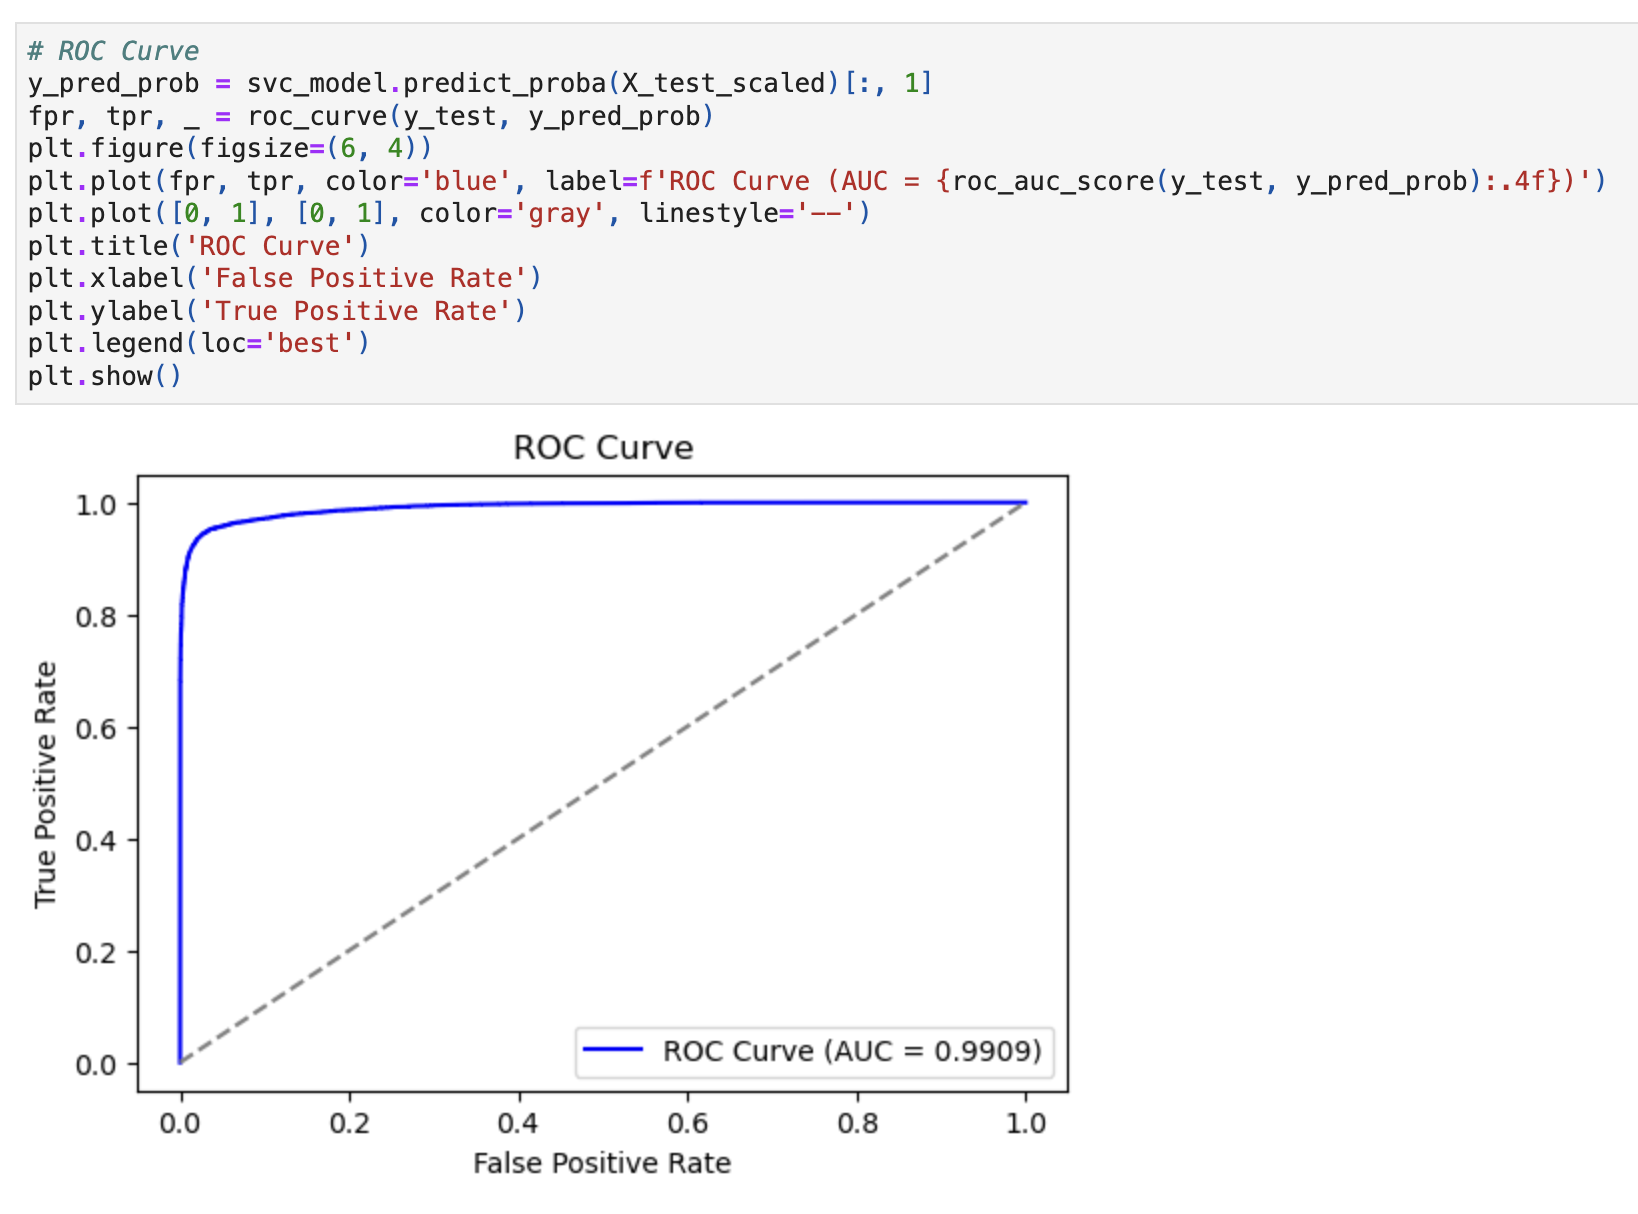 # ROC Curve
y_pred_prob = svc_model.predict_proba(X_test_scaled)[:, 1]
fpr, tpr, _ = roc_curve(y_test, y_pred_prob)
plt.figure(figsize=(6, 4))
plt.plot(fpr, tpr, color='blue', label=f'ROC Curve (AUC = {roc_auc_score(y_test, y_pred_prob):.4f})')
plt.plot([0, 1], [0, 1], color='gray', linestyle='--')
plt.title('ROC Curve')
plt.xlabel('False Positive Rate')
plt.ylabel('True Positive Rate')
plt.legend(loc='best')
plt.show()
ROC Curve
1.0
0.8
0.6
0.4
0.2
0.0
True Positive Rate
ROC Curve (AUC = 0.9909)
0.0 0.2 0.4 0.6 0.8 1.0
False Positive Rate